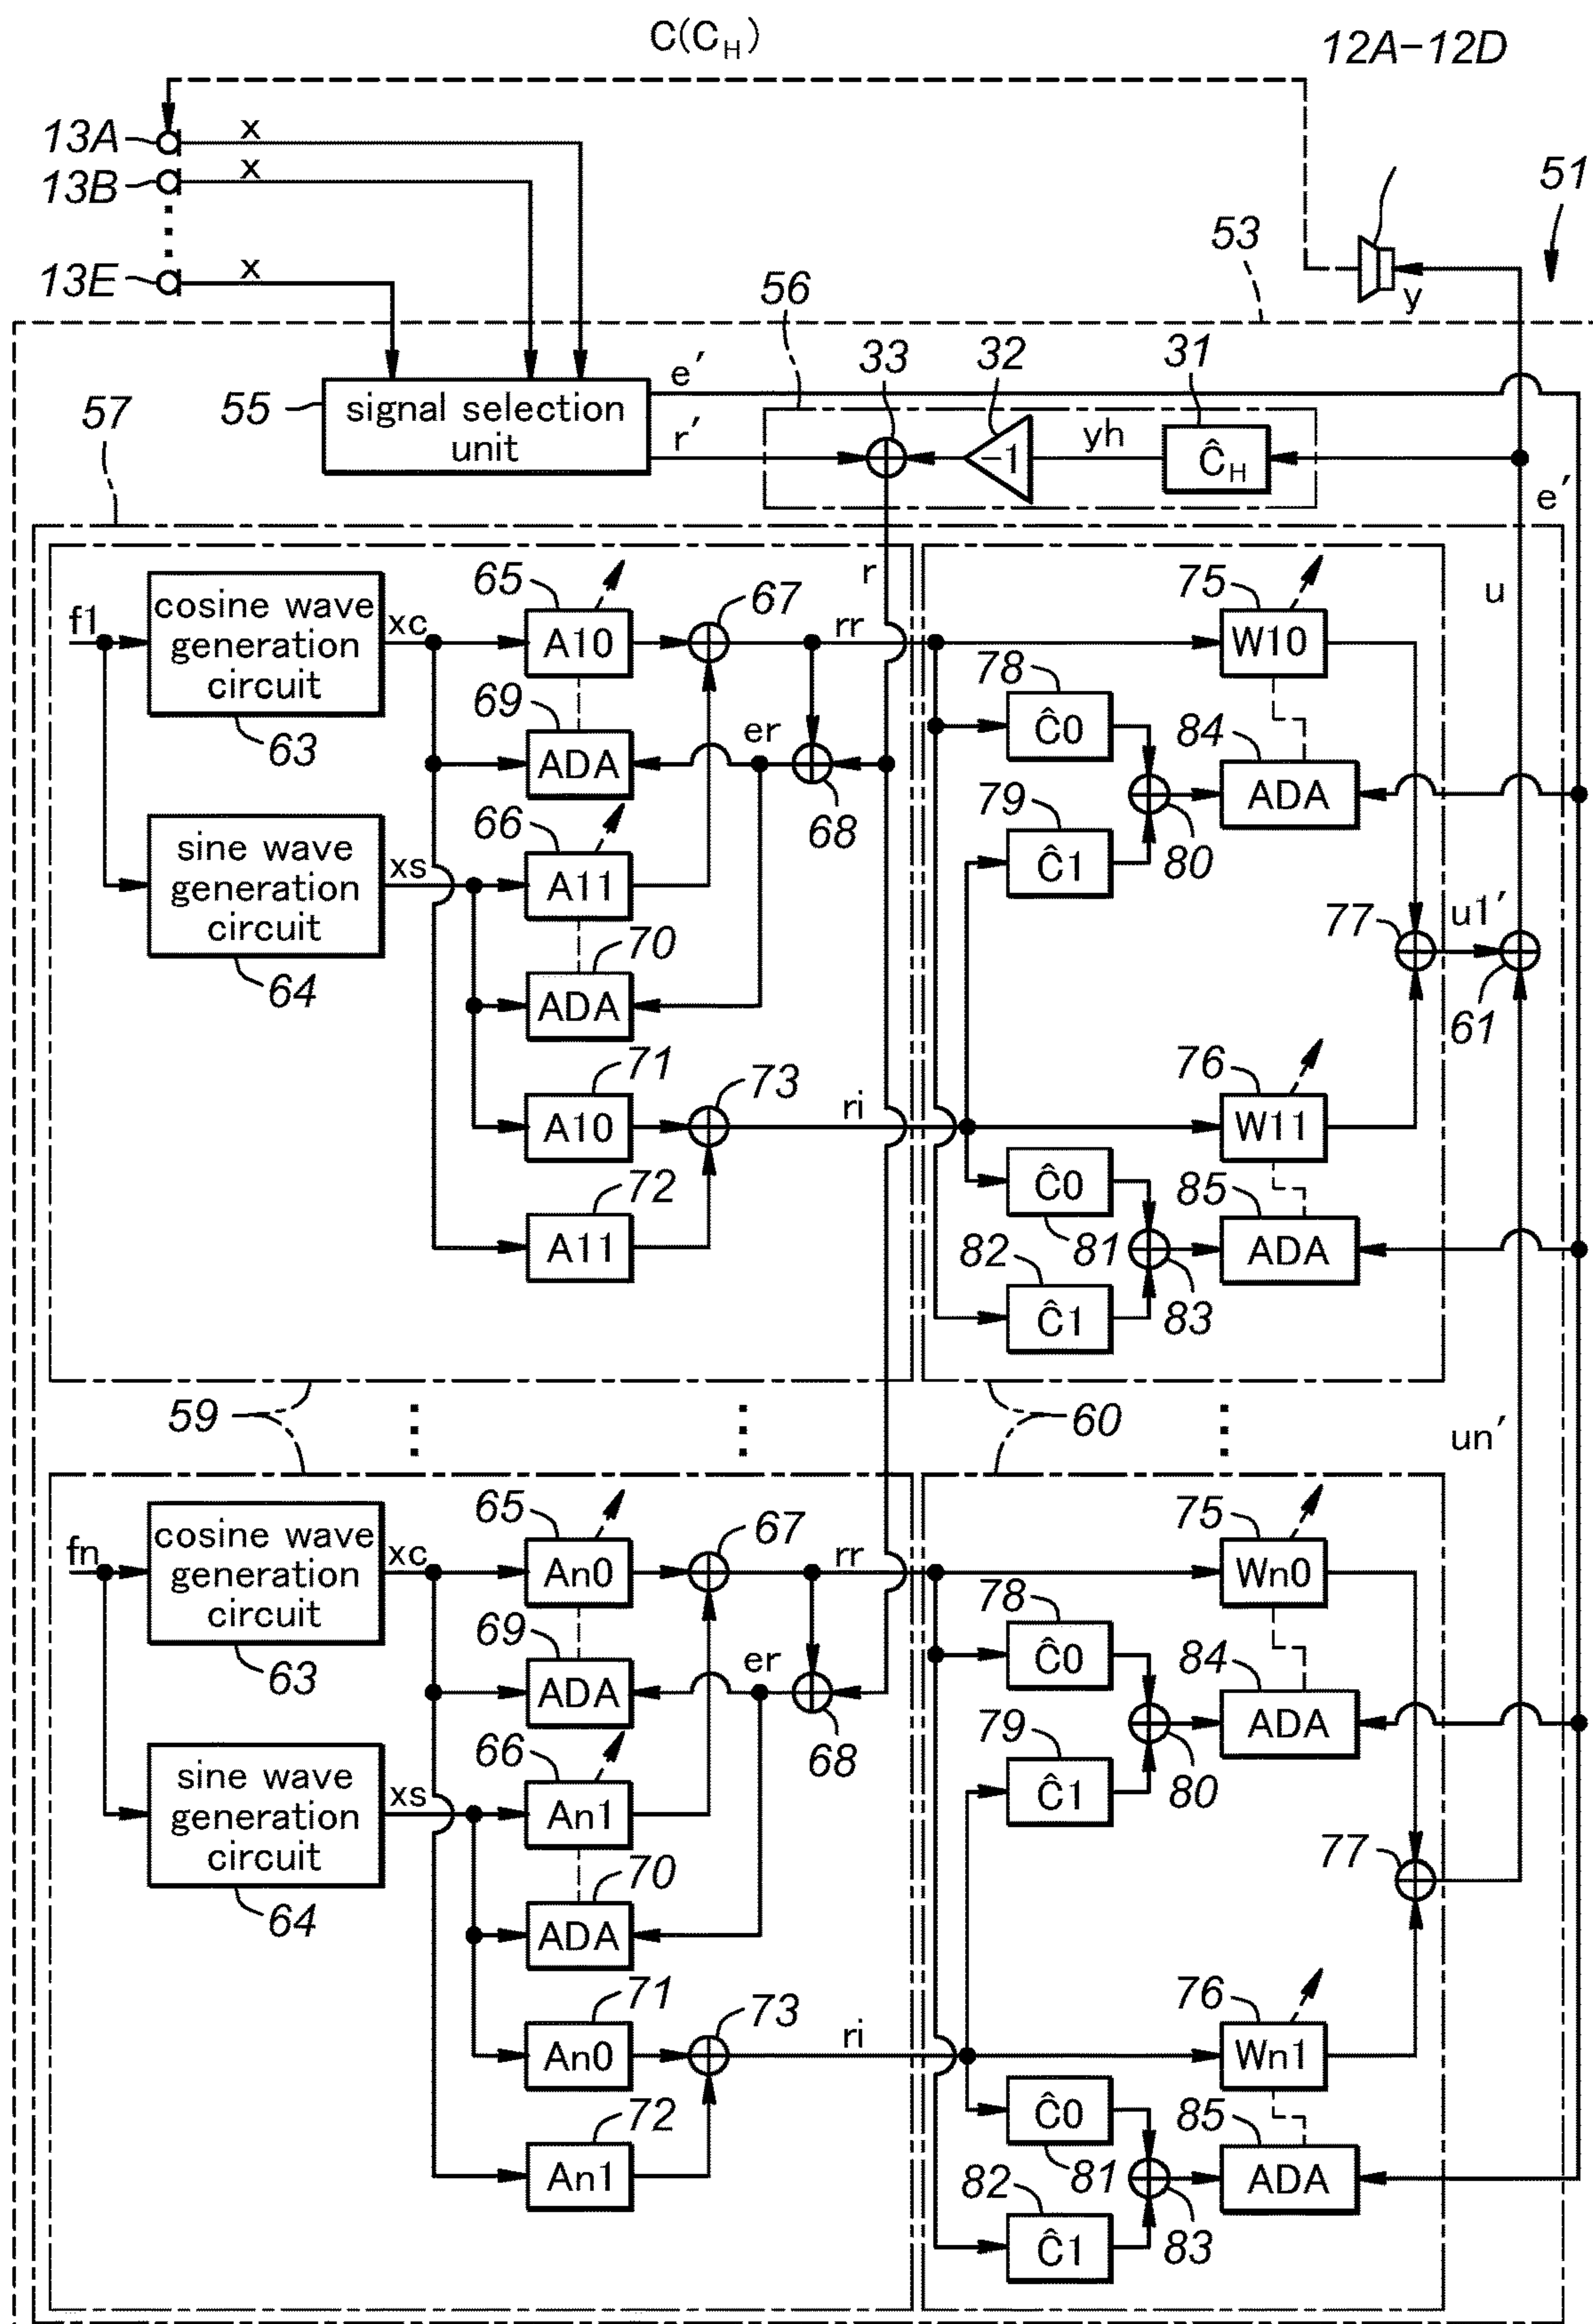 C(C_H)
12A-12D
13A
x
13B
x
13E
x
51
53
y
56
33
32
31
e′
57
55
signal selection
unit
r′
-1
yh
Ĉ_H
e′
f1
cosine wave
generation
circuit
63
xc
65
A10
67
rr
r
75
W10
u
69
ADA
er
68
78
Ĉ0
84
ADA
79
Ĉ1
80
sine wave
generation
circuit
64
xs
66
A11
70
ADA
77
u1′
61
71
A10
73
ri
76
W11
72
A11
Ĉ0
81
85
ADA
82
Ĉ1
83
59
60
un′
fn
cosine wave
generation
circuit
63
xc
65
An0
67
rr
75
Wn0
69
ADA
er
68
78
Ĉ0
84
ADA
79
Ĉ1
80
sine wave
generation
circuit
64
xs
66
An1
70
ADA
77
71
An0
73
ri
76
Wn1
72
An1
Ĉ0
81
85
ADA
82
Ĉ1
83